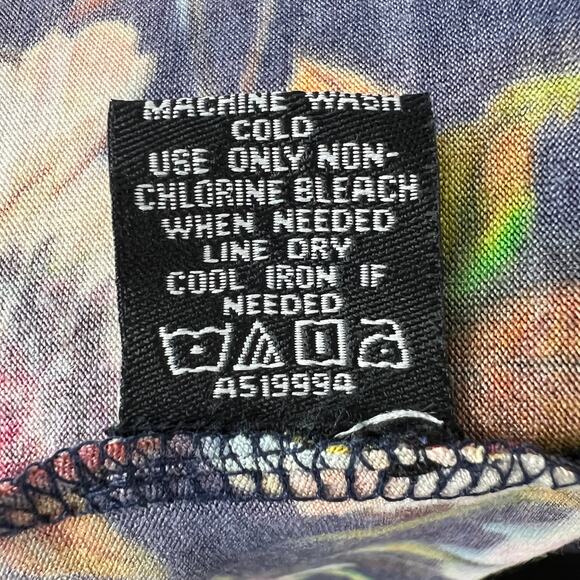 MACHINE WASH
COLD
USE ONLY NON-
CHLORINE BLEACH
WHEN NEEDED
LINE DRY
COOL IRON IF
NEEDED
A519994